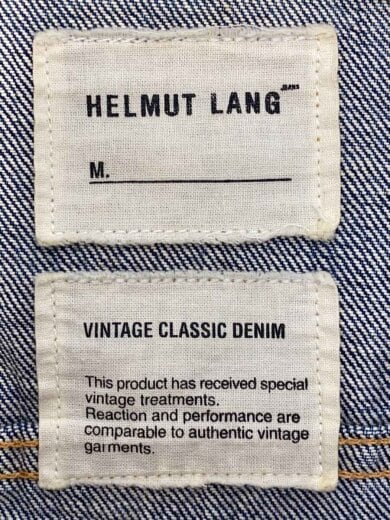 HELMUT LANG JEANS
M.
VINTAGE CLASSIC DENIM
This product has received special
vintage treatments.
Reaction and performance are
comparable to authentic vintage
garments.